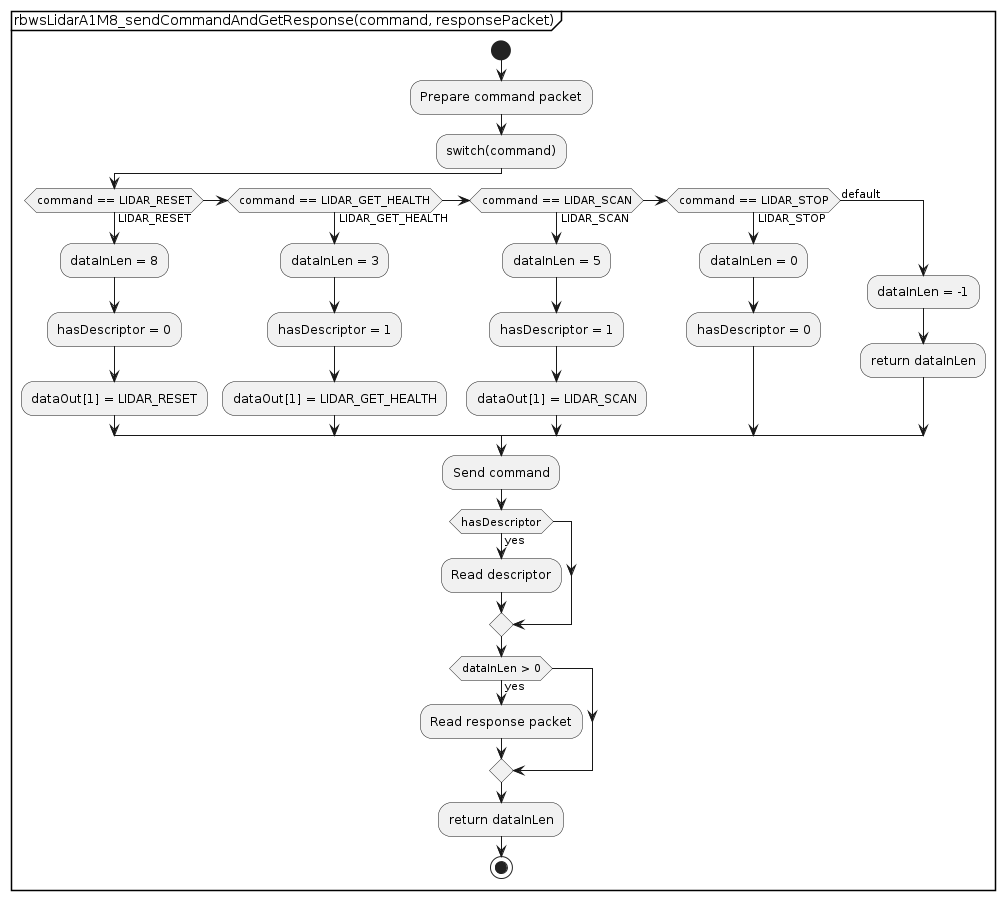 rbwsLidarA1M8_sendCommandAndGetResponse(command, responsePacket)
Prepare command packet
switch(command)
command == LIDAR_RESET
command == LIDAR_GET_HEALTH
command == LIDAR_SCAN
command == LIDAR_STOP
default
LIDAR_RESET
LIDAR_GET_HEALTH
LIDAR_SCAN
LIDAR_STOP
dataInLen = 8
dataInLen = 3
dataInLen = 5
dataInLen = 0
dataInLen = -1
hasDescriptor = 0
hasDescriptor = 1
hasDescriptor = 1
hasDescriptor = 0
return dataInLen
dataOut[1] = LIDAR_RESET
dataOut[1] = LIDAR_GET_HEALTH
dataOut[1] = LIDAR_SCAN
Send command
hasDescriptor
yes
Read descriptor
dataInLen > 0
yes
Read response packet
return dataInLen